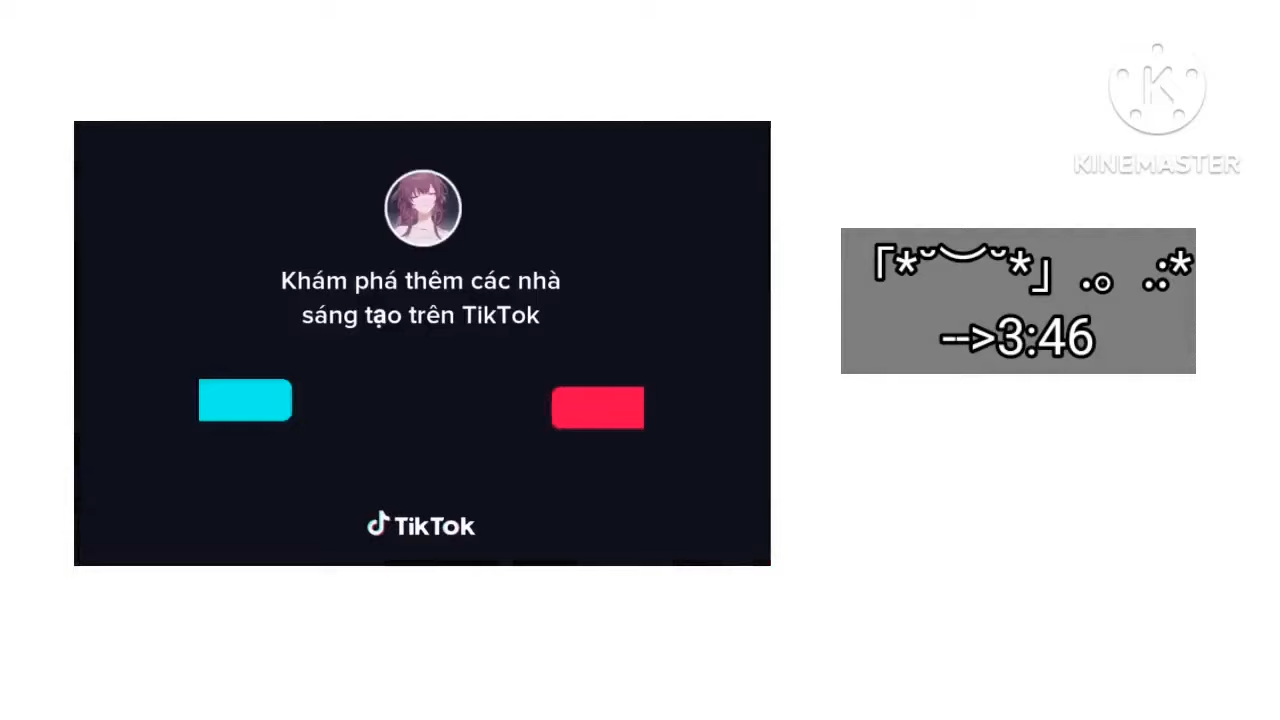 KINEMASTER
Khám phá thêm các nhà
sáng tạo trên TikTok
TikTok
「*˘︶˘*」.｡ .:*
-->3:46